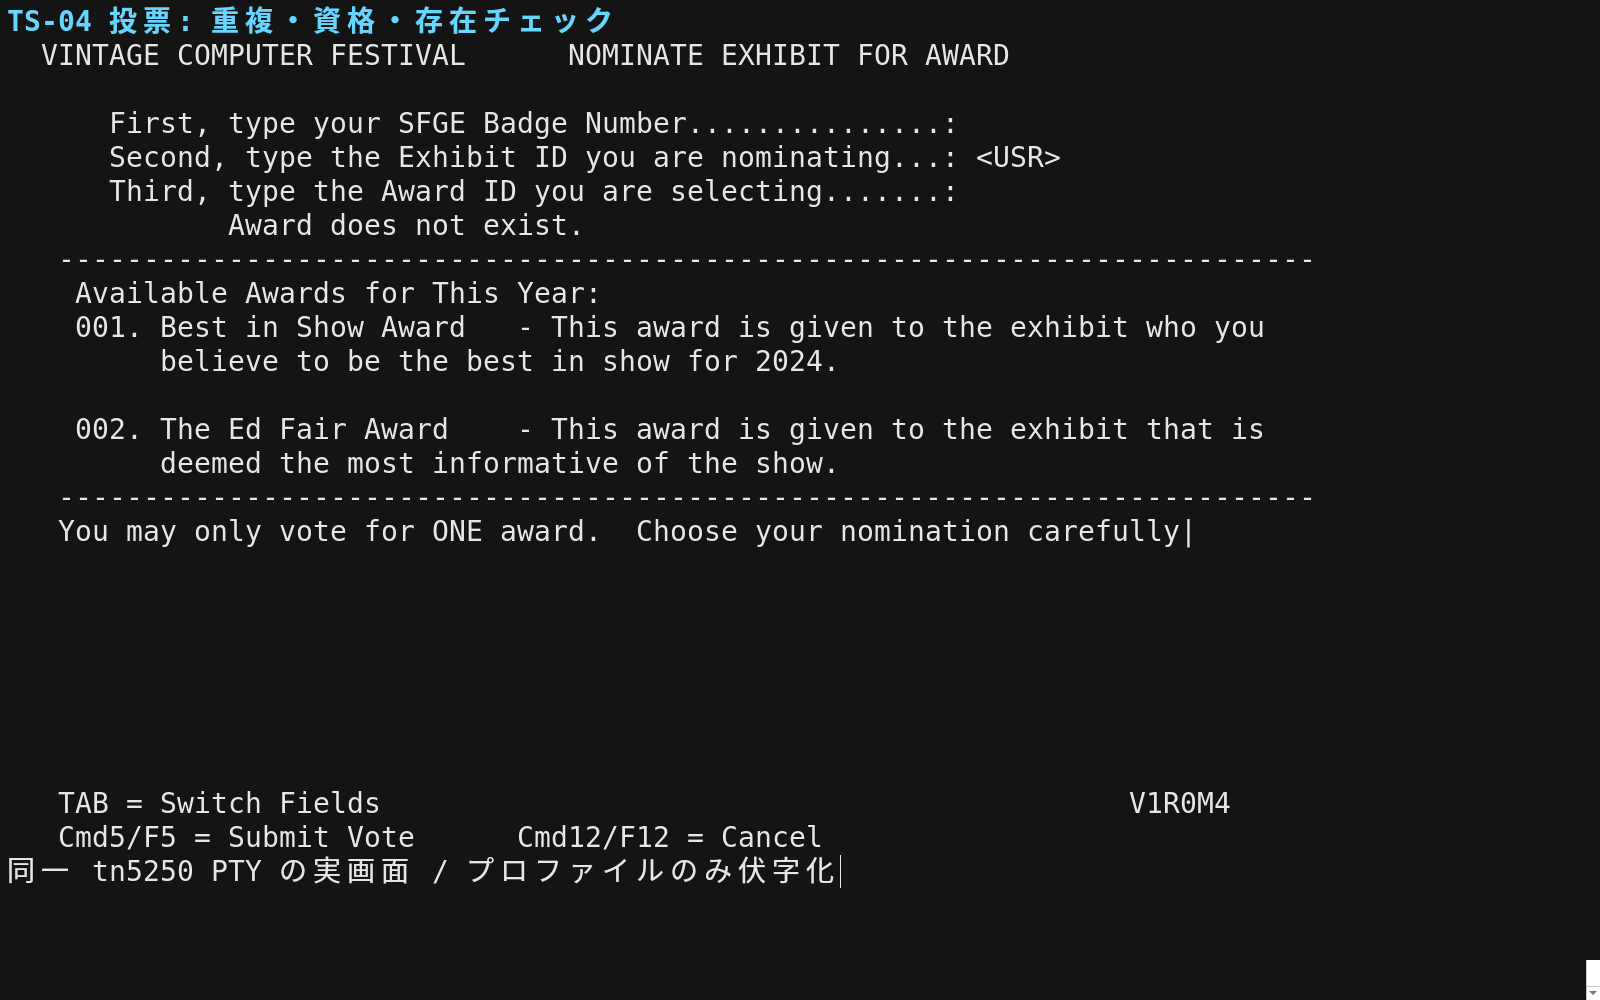 TS-04 投票: 重複・資格・存在チェック
VINTAGE COMPUTER FESTIVAL      NOMINATE EXHIBIT FOR AWARD
First, type your SFGE Badge Number...............:
Second, type the Exhibit ID you are nominating...: <USR>
Third, type the Award ID you are selecting.......:
Award does not exist.
--------------------------------------------------------------------------
Available Awards for This Year:
001. Best in Show Award   - This award is given to the exhibit who you
believe to be the best in show for 2024.
002. The Ed Fair Award    - This award is given to the exhibit that is
deemed the most informative of the show.
--------------------------------------------------------------------------
You may only vote for ONE award.  Choose your nomination carefully|
TAB = Switch Fields                                            V1R0M4
Cmd5/F5 = Submit Vote      Cmd12/F12 = Cancel
同一 tn5250 PTY の実画面 / プロファイルのみ伏字化